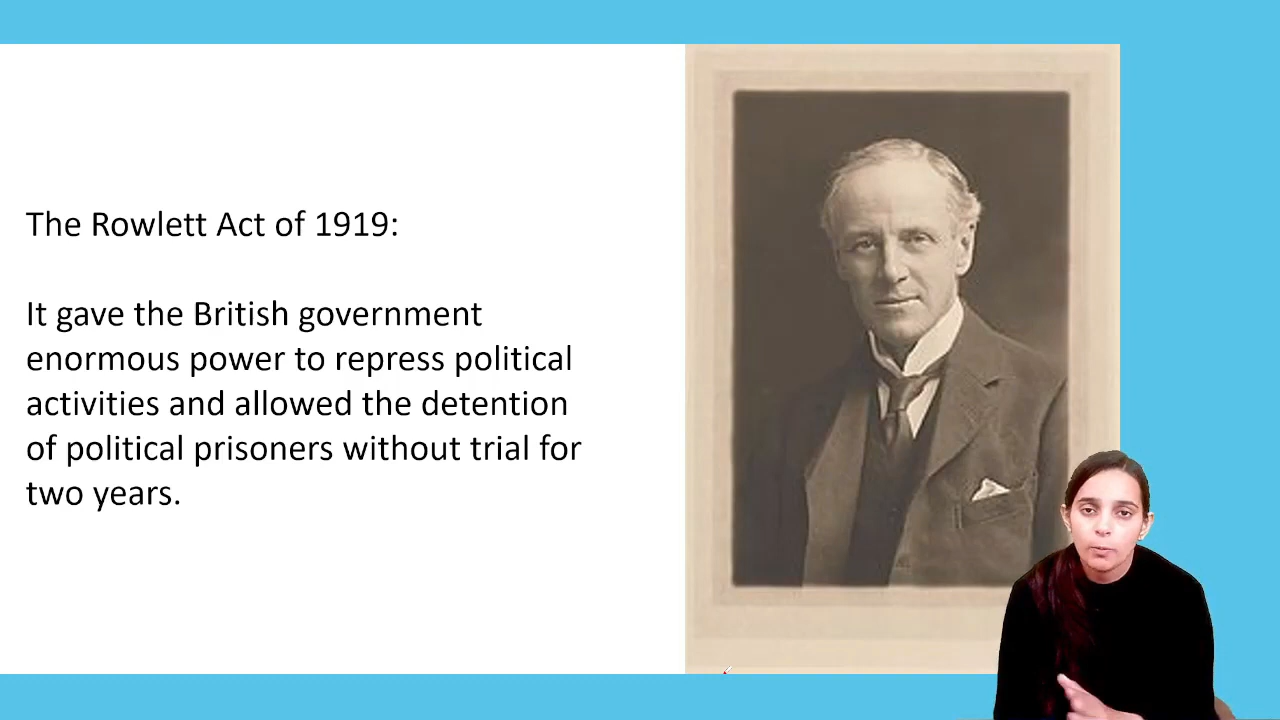 The Rowlett Act of 1919:
It gave the British government
enormous power to repress political
activities and allowed the detention
of political prisoners without trial for
two years.